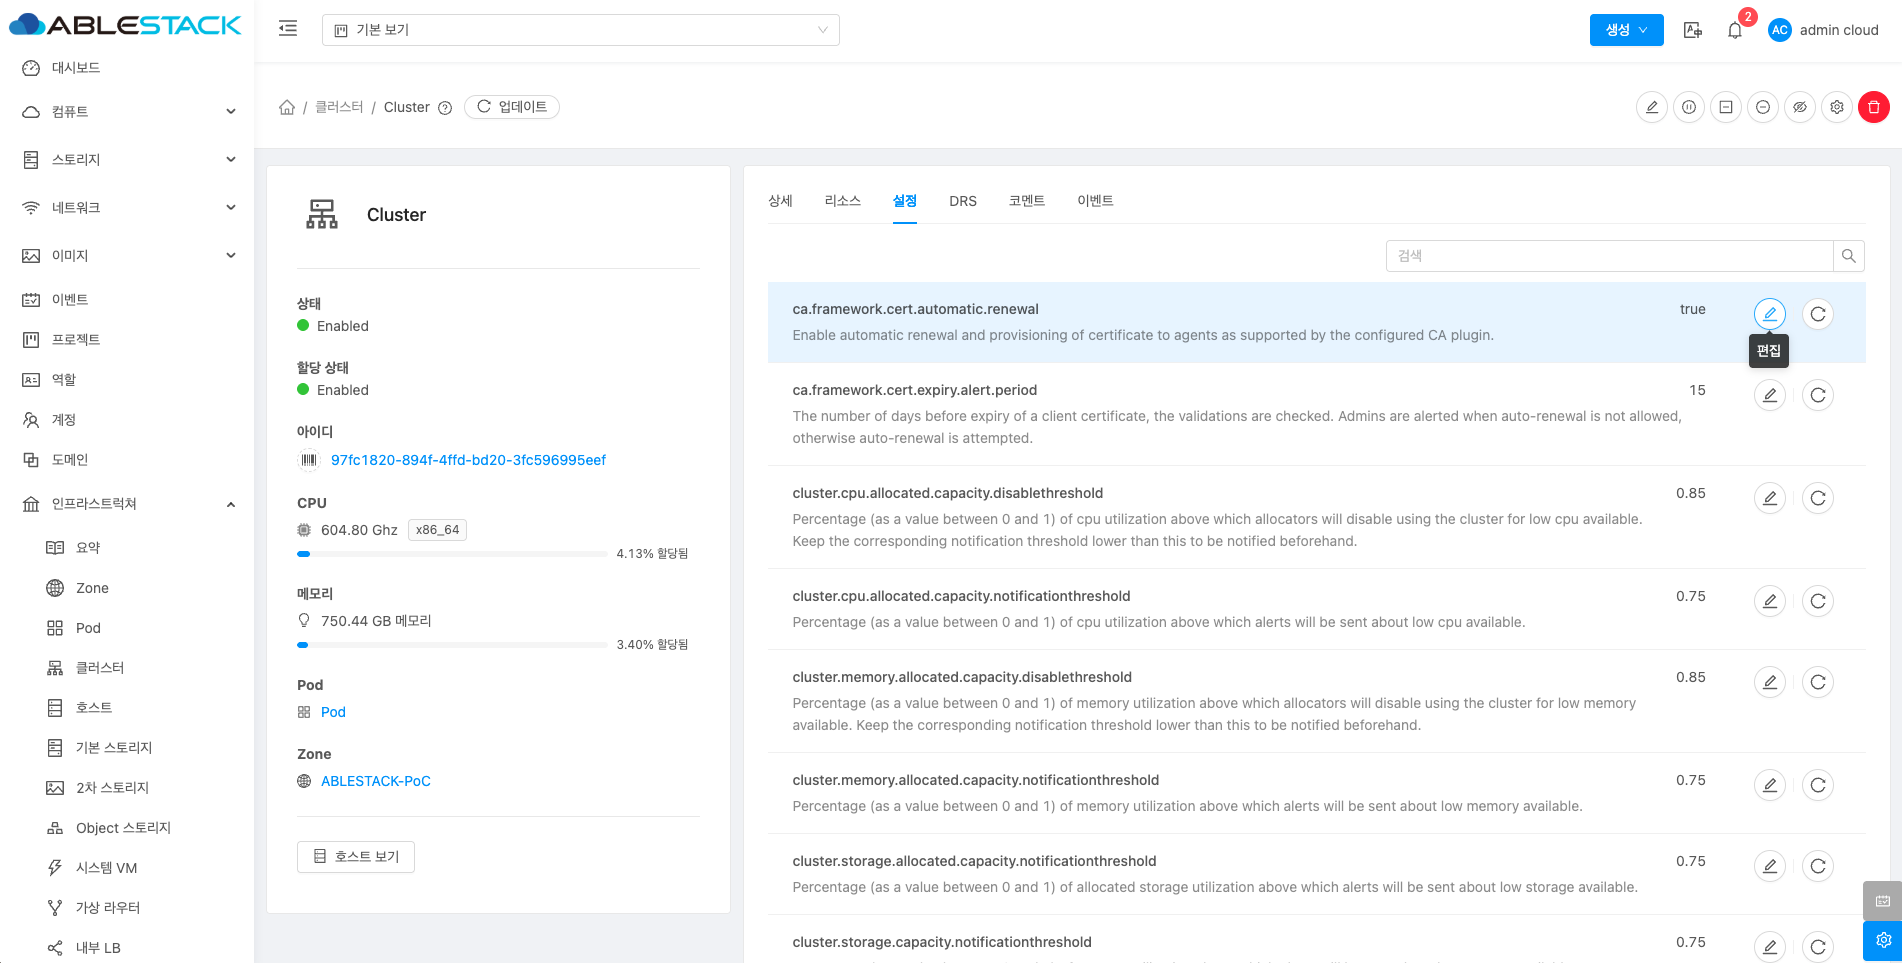 ABLESTACK
기본 보기
생성
2
AC
admin cloud
대시보드
컴퓨트
스토리지
네트워크
이미지
이벤트
프로젝트
역할
계정
도메인
인프라스트럭쳐
요약
Zone
Pod
클러스터
호스트
기본 스토리지
2차 스토리지
Object 스토리지
시스템 VM
가상 라우터
내부 LB
/ 클러스터 / Cluster
업데이트
Cluster
상태
Enabled
할당 상태
Enabled
아이디
97fc1820-894f-4ffd-bd20-3fc596995eef
CPU
604.80 Ghz x86_64
4.13% 할당됨
메모리
750.44 GB 메모리
3.40% 할당됨
Pod
Pod
Zone
ABLESTACK-PoC
호스트 보기
상세 리소스 설정 DRS 코멘트 이벤트
검색
ca.framework.cert.automatic.renewal true
Enable automatic renewal and provisioning of certificate to agents as supported by the configured CA plugin.
편집
ca.framework.cert.expiry.alert.period 15
The number of days before expiry of a client certificate, the validations are checked. Admins are alerted when auto-renewal is not allowed,
otherwise auto-renewal is attempted.
cluster.cpu.allocated.capacity.disablethreshold 0.85
Percentage (as a value between 0 and 1) of cpu utilization above which allocators will disable using the cluster for low cpu available.
Keep the corresponding notification threshold lower than this to be notified beforehand.
cluster.cpu.allocated.capacity.notificationthreshold 0.75
Percentage (as a value between 0 and 1) of cpu utilization above which alerts will be sent about low cpu available.
cluster.memory.allocated.capacity.disablethreshold 0.85
Percentage (as a value between 0 and 1) of memory utilization above which allocators will disable using the cluster for low memory
available. Keep the corresponding notification threshold lower than this to be notified beforehand.
cluster.memory.allocated.capacity.notificationthreshold 0.75
Percentage (as a value between 0 and 1) of memory utilization above which alerts will be sent about low memory available.
cluster.storage.allocated.capacity.notificationthreshold 0.75
Percentage (as a value between 0 and 1) of allocated storage utilization above which alerts will be sent about low storage available.
cluster.storage.capacity.notificationthreshold 0.75